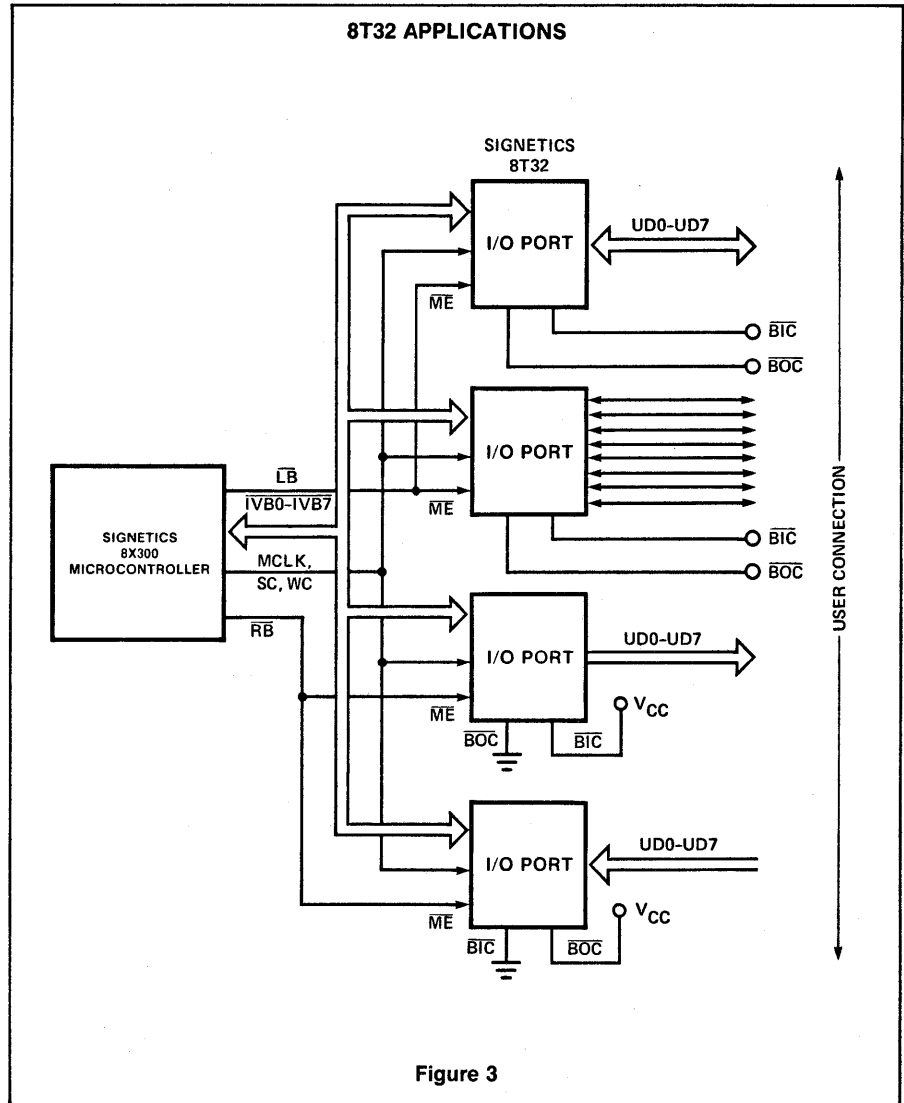 8T32 APPLICATIONS
SIGNETICS
8T32
I/O PORT
UD0-UD7
ME
BIC
BOC
I/O PORT
ME
BIC
BOC
SIGNETICS
8X300
MICROCONTROLLER
LB
IVB0-IVB7
MCLK,
SC, WC
RB
I/O PORT
UD0-UD7
ME
BOC
BIC
VCC
I/O PORT
UD0-UD7
ME
BIC
BOC
VCC
USER CONNECTION
Figure 3